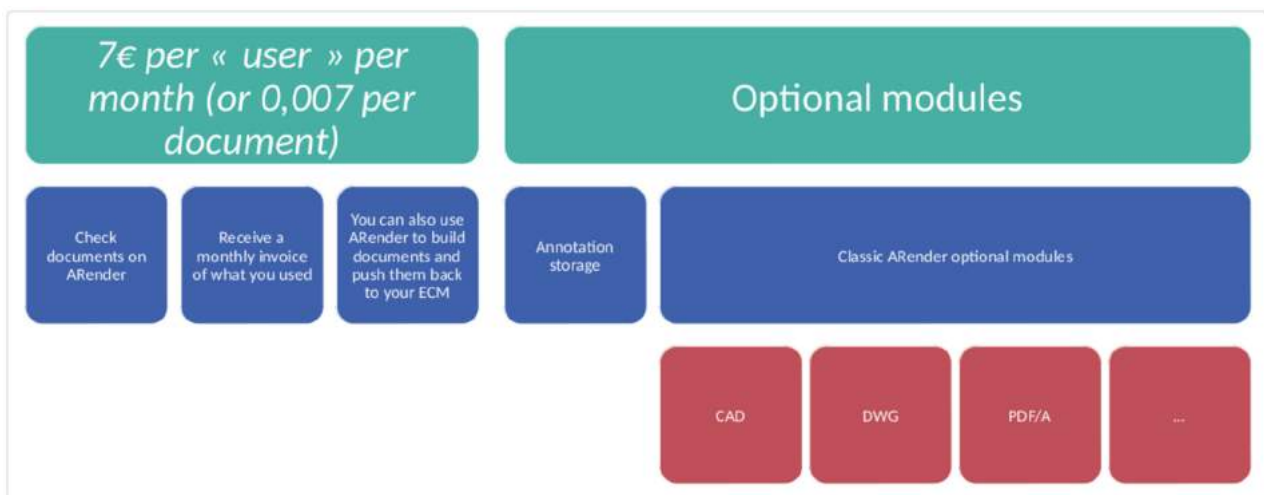 7€ per « user » per
month (or 0,007 per
document)
Optional modules
Check
documents on
ARender
Receive a
monthly invoice
of what you used
You can also use
ARender to build
documents and
push them back
to your ECM
Annotation
storage
Classic ARender optional modules
CAD
DWG
PDF/A
...